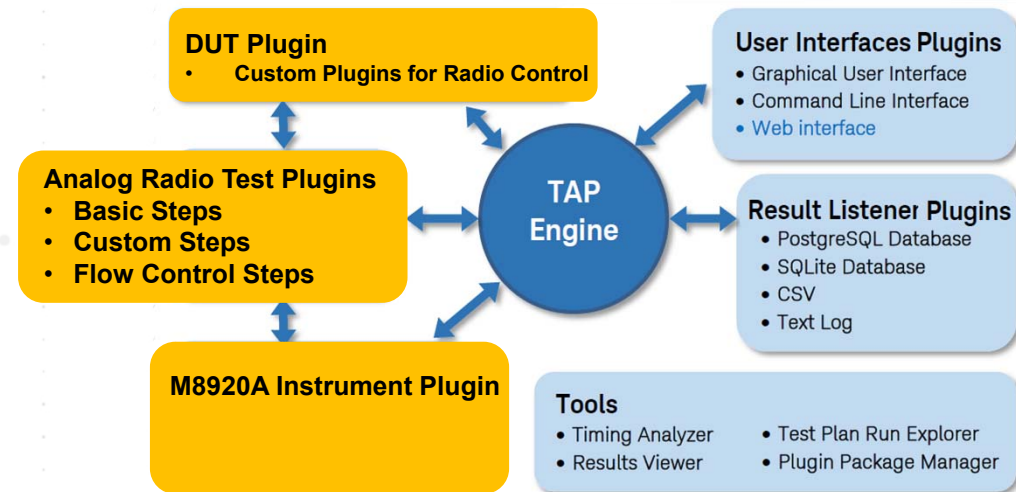 DUT Plugin
• Custom Plugins for Radio Control
Analog Radio Test Plugins
• Basic Steps
• Custom Steps
• Flow Control Steps
M8920A Instrument Plugin
TAP
Engine
User Interfaces Plugins
• Graphical User Interface
• Command Line Interface
• Web interface
Result Listener Plugins
• PostgreSQL Database
• SQLite Database
• CSV
• Text Log
Tools
• Timing Analyzer
• Results Viewer
• Test Plan Run Explorer
• Plugin Package Manager